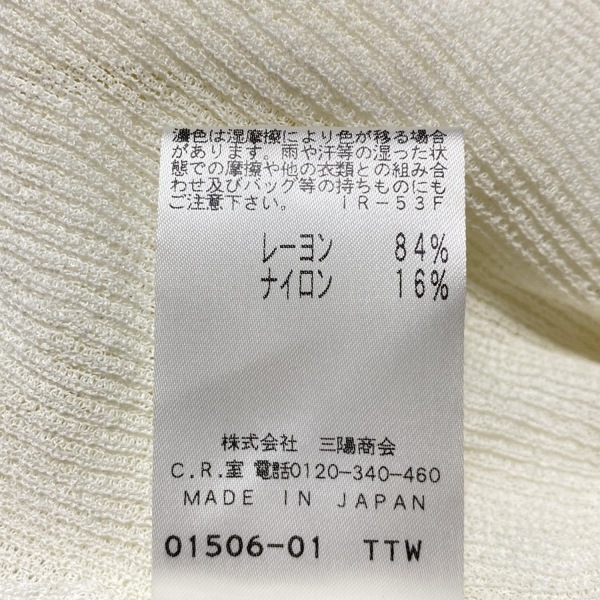 濃色は湿摩擦により色が移る場合
があります。雨や汗等の湿った状
態での摩擦や他の衣類との組み合
わせ及びバッグ等の持ちものにも
ご注意下さい。 IR-53F
レーヨン 84%
ナイロン 16%
株式会社 三陽商会
C.R.室 電話0120-340-460
MADE IN JAPAN
01506-01 TTW